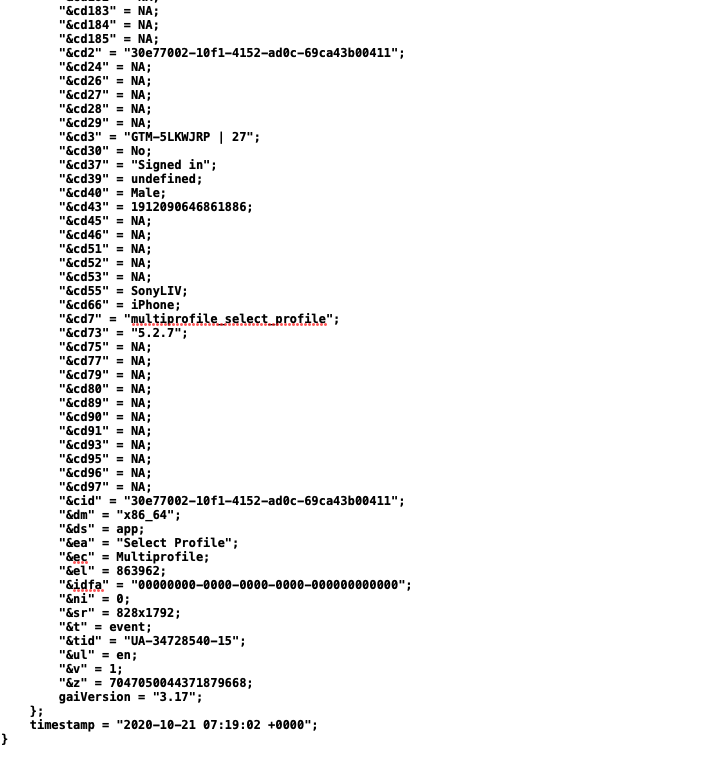 "&cd183" = NA;
"&cd184" = NA;
"&cd185" = NA;
"&cd2" = "30e77002-10f1-4152-ad0c-69ca43b00411";
"&cd24" = NA;
"&cd26" = NA;
"&cd27" = NA;
"&cd28" = NA;
"&cd29" = NA;
"&cd3" = "GTM-5LKWJRP | 27";
"&cd30" = No;
"&cd37" = "Signed in";
"&cd39" = undefined;
"&cd40" = Male;
"&cd43" = 1912090646861886;
"&cd45" = NA;
"&cd46" = NA;
"&cd51" = NA;
"&cd52" = NA;
"&cd53" = NA;
"&cd55" = SonyLIV;
"&cd66" = iPhone;
"&cd7" = "multiprofile_select_profile";
"&cd73" = "5.2.7";
"&cd75" = NA;
"&cd77" = NA;
"&cd79" = NA;
"&cd80" = NA;
"&cd89" = NA;
"&cd90" = NA;
"&cd91" = NA;
"&cd93" = NA;
"&cd95" = NA;
"&cd96" = NA;
"&cd97" = NA;
"&cid" = "30e77002-10f1-4152-ad0c-69ca43b00411";
"&dm" = "x86_64";
"&ds" = app;
"&ea" = "Select Profile";
"&ec" = Multiprofile;
"&el" = 863962;
"&idfa" = "00000000-0000-0000-0000-000000000000";
"&ni" = 0;
"&sr" = 828x1792;
"&t" = event;
"&tid" = "UA-34728540-15";
"&ul" = en;
"&v" = 1;
"&z" = 7047050044371879668;
gaiVersion = "3.17";
};
timestamp = "2020-10-21 07:19:02 +0000";
}